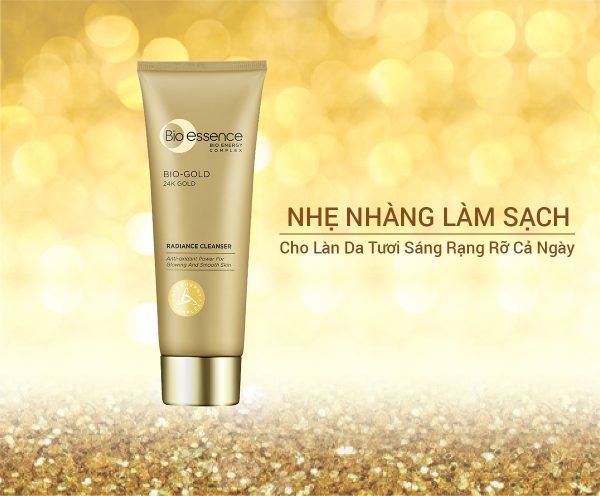 Bio essence
BIO ENERGY
COMPLEX
BIO-GOLD
24K GOLD
RADIANCE CLEANSER
Anti-oxidant Power For
Glowing And Smooth Skin
NHẸ NHÀNG LÀM SẠCH
Cho Làn Da Tươi Sáng Rạng Rỡ Cả Ngày